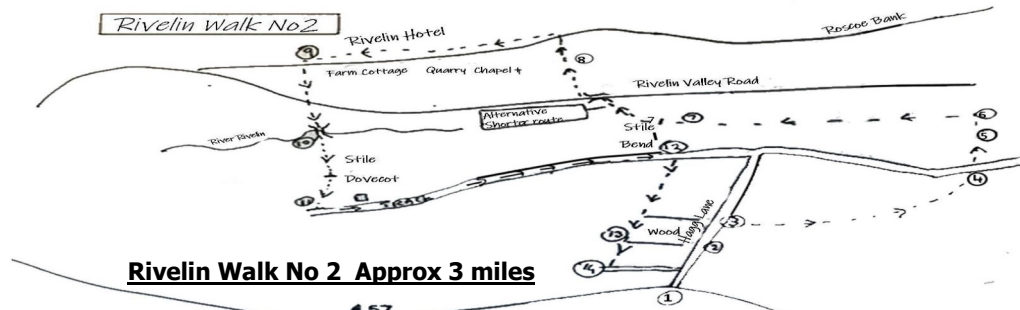 Rivelin Walk No2
Roscoe Bank
Rivelin Hotel
9
8
Farm Cottage Quarry Chapel +
Rivelin Valley Road
Alternative
Shorter route
7
6
River Rivelin
Stile
5
10
Bend
12
Stile
4
Dovecot
11
TRACK
3
Wood
Hagg Lane
13
2
14
1
Rivelin Walk No 2 Approx 3 miles
A57